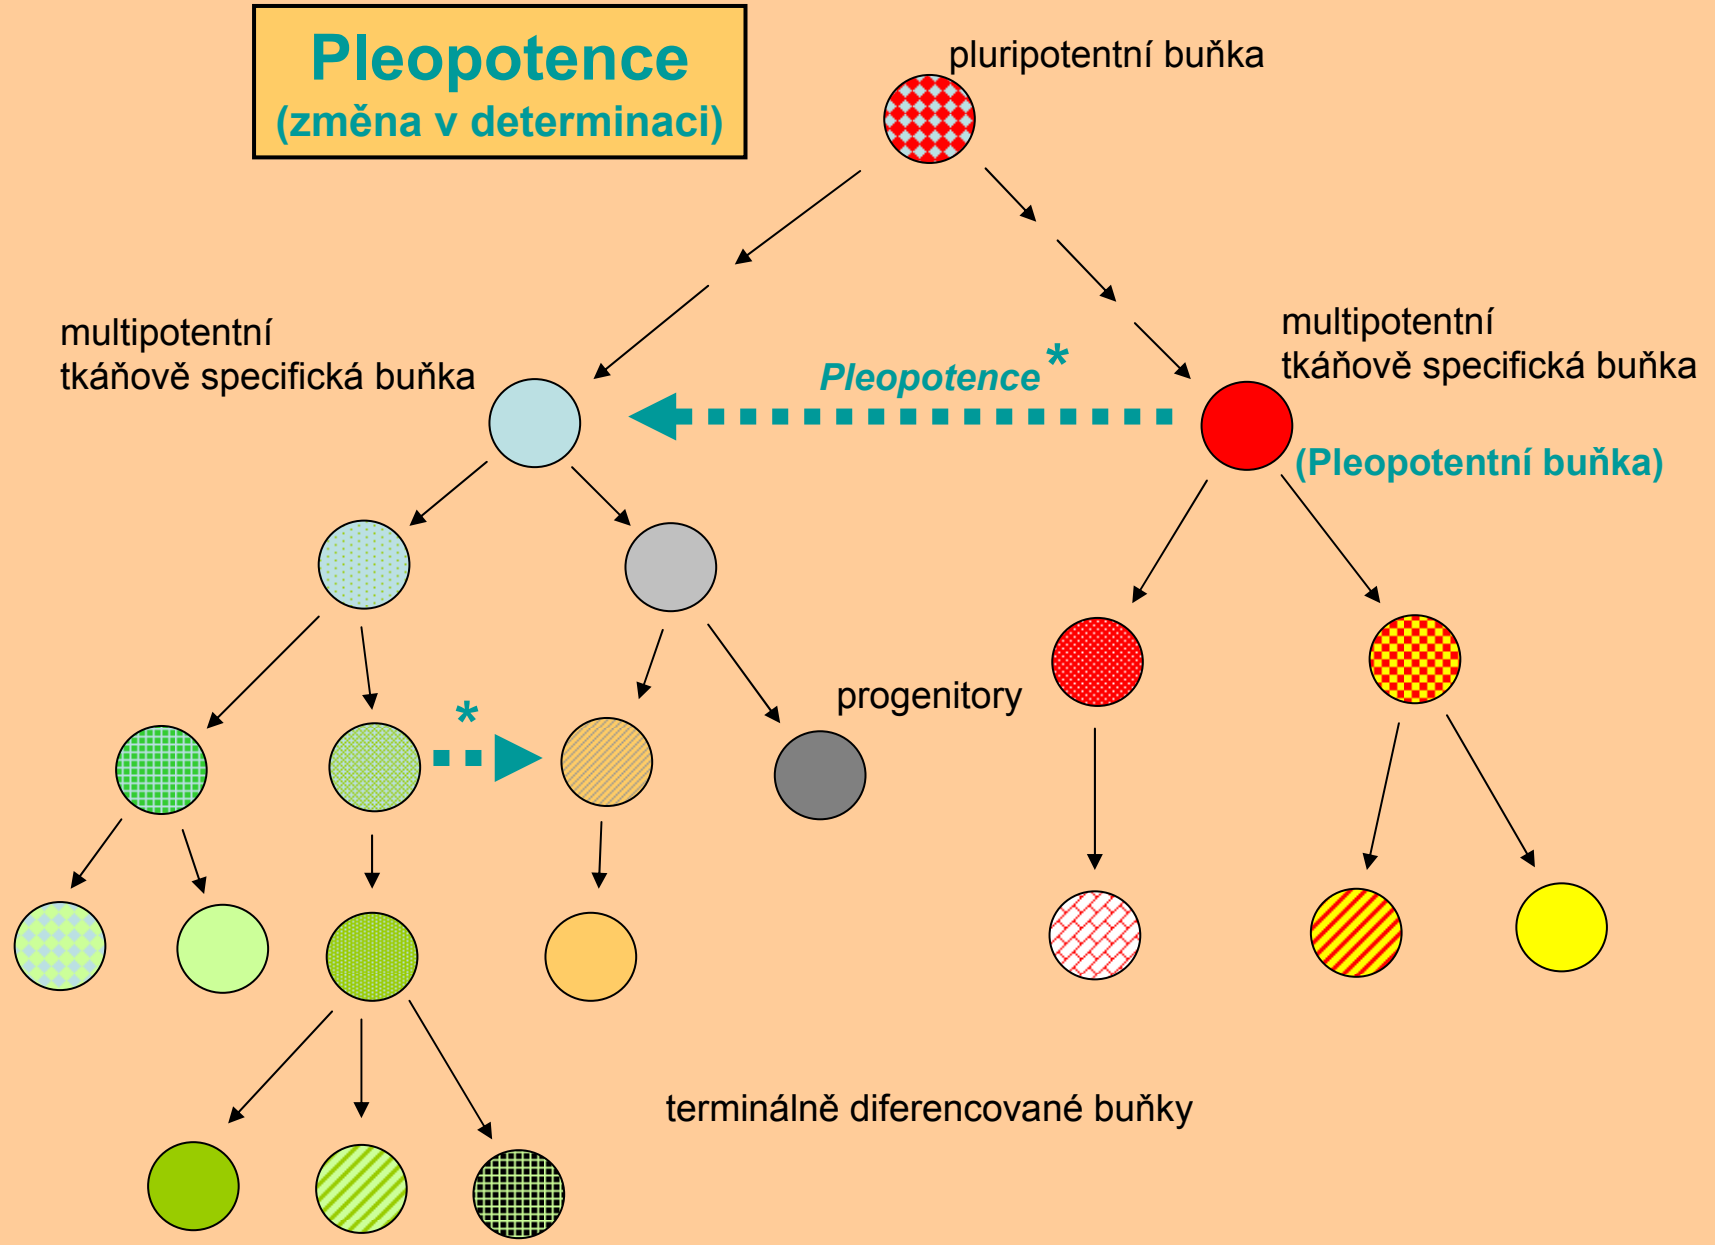 Pleopotence
(změna v determinaci)
pluripotentní buňka
multipotentní
tkáňově specifická buňka
Pleopotence *
multipotentní
tkáňově specifická buňka
(Pleopotentní buňka)
*
progenitory
terminálně diferencované buňky